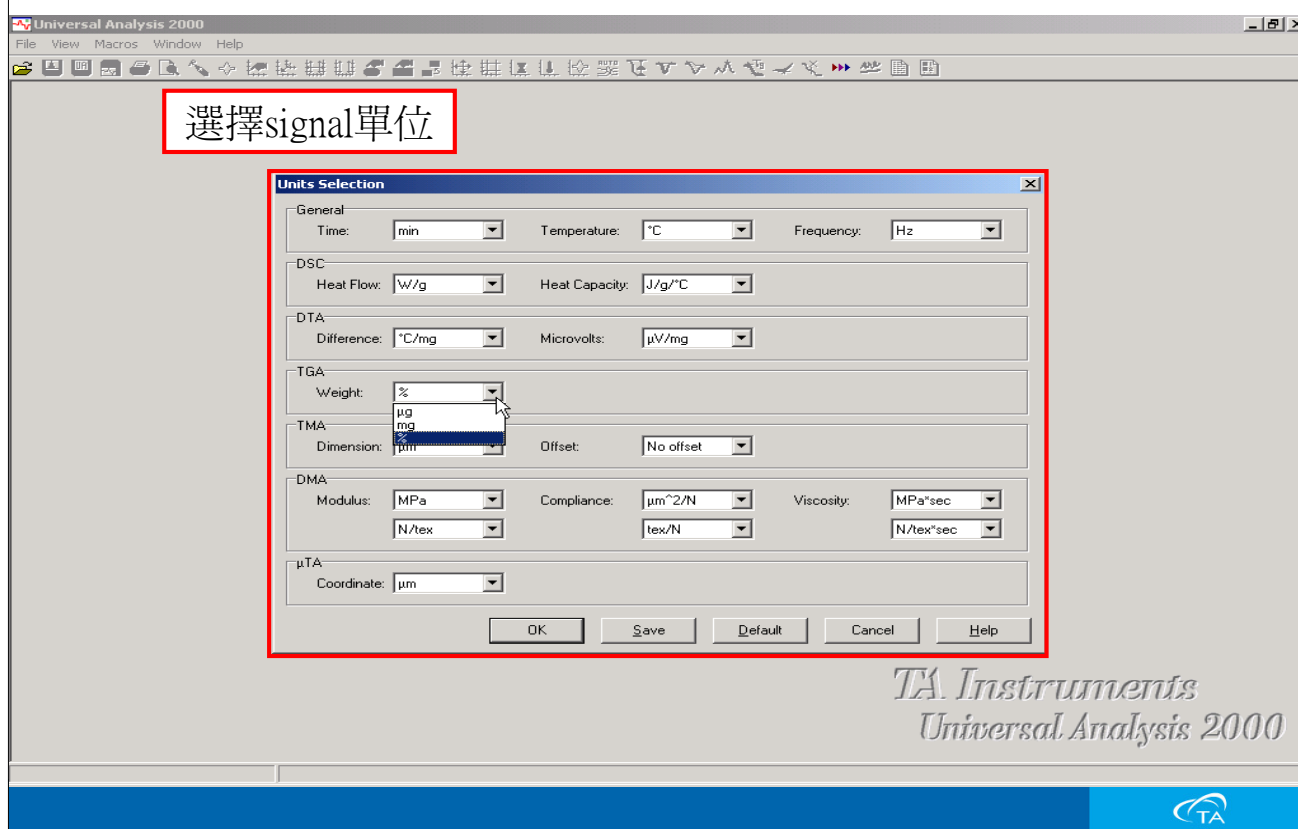 Universal Analysis 2000
File View Macros Window Help
選擇signal單位
Units Selection
General
Time: min Temperature: °C Frequency: Hz
DSC
Heat Flow: W/g Heat Capacity: J/g/°C
DTA
Difference: °C/mg Microvolts: µV/mg
TGA
Weight: %
µg
mg
%
TMA
Dimension: µm Offset: No offset
DMA
Modulus: MPa Compliance: µm^2/N Viscosity: MPa*sec
N/tex tex/N N/tex*sec
µTA
Coordinate: µm
OK Save Default Cancel Help
TA Instruments
Universal Analysis 2000
TA